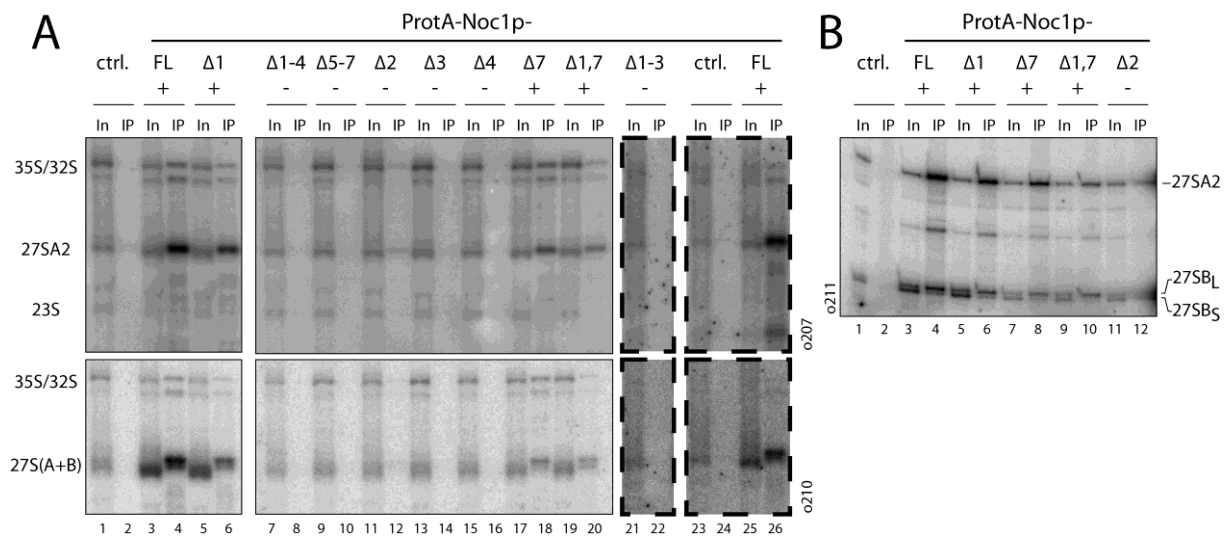 A
ProtA-Noc1p-
ctrl. FL Δ1 Δ1-4 Δ5-7 Δ2 Δ3 Δ4 Δ7 Δ1,7 Δ1-3 ctrl. FL
+ + - - - - - + + - +
In IP In IP In IP In IP In IP In IP In IP In IP In IP In IP In IP In IP In IP
35S/32S
27SA2
23S
o207
35S/32S
27S(A+B)
o210
1 2 3 4 5 6 7 8 9 10 11 12 13 14 15 16 17 18 19 20 21 22 23 24 25 26
B
ProtA-Noc1p-
ctrl. FL Δ1 Δ7 Δ1,7 Δ2
+ + + + -
In IP In IP In IP In IP In IP In IP
–27SA2
27SBL
27SBS
o211
1 2 3 4 5 6 7 8 9 10 11 12